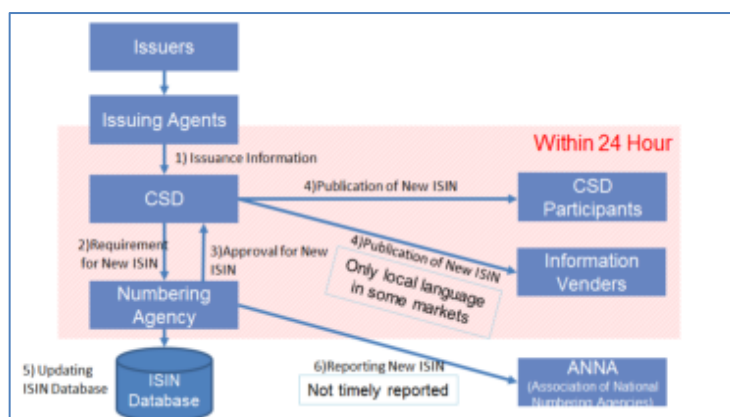 Issuers
Issuing Agents
Within 24 Hour
1) Issuance Information
CSD
4)Publication of New ISIN
CSD
Participants
2)Requirement
for New ISIN
3)Approval for New
ISIN
4)Publication of New ISIN
Only local language
in some markets
Information
Venders
Numbering
Agency
5) Updating
ISIN Database
ISIN
Database
6)Reporting New ISIN
Not timely reported
ANNA
(Association of National
Numbering Agencies)